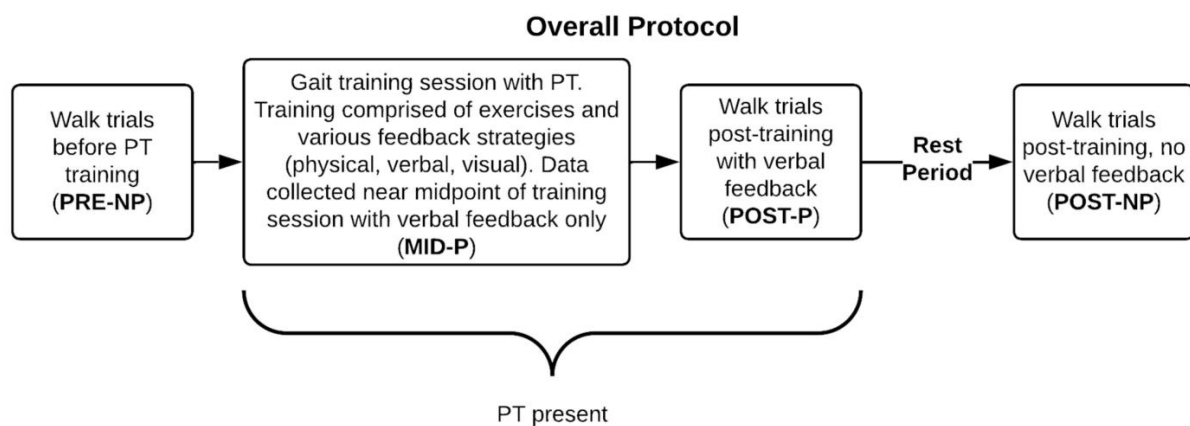 Overall Protocol
Walk trials
before PT
training
(PRE-NP)
Gait training session with PT.
Training comprised of exercises and
various feedback strategies
(physical, verbal, visual). Data
collected near midpoint of training
session with verbal feedback only
(MID-P)
Walk trials
post-training
with verbal
feedback
(POST-P)
Rest
Period
Walk trials
post-training, no
verbal feedback
(POST-NP)
PT present